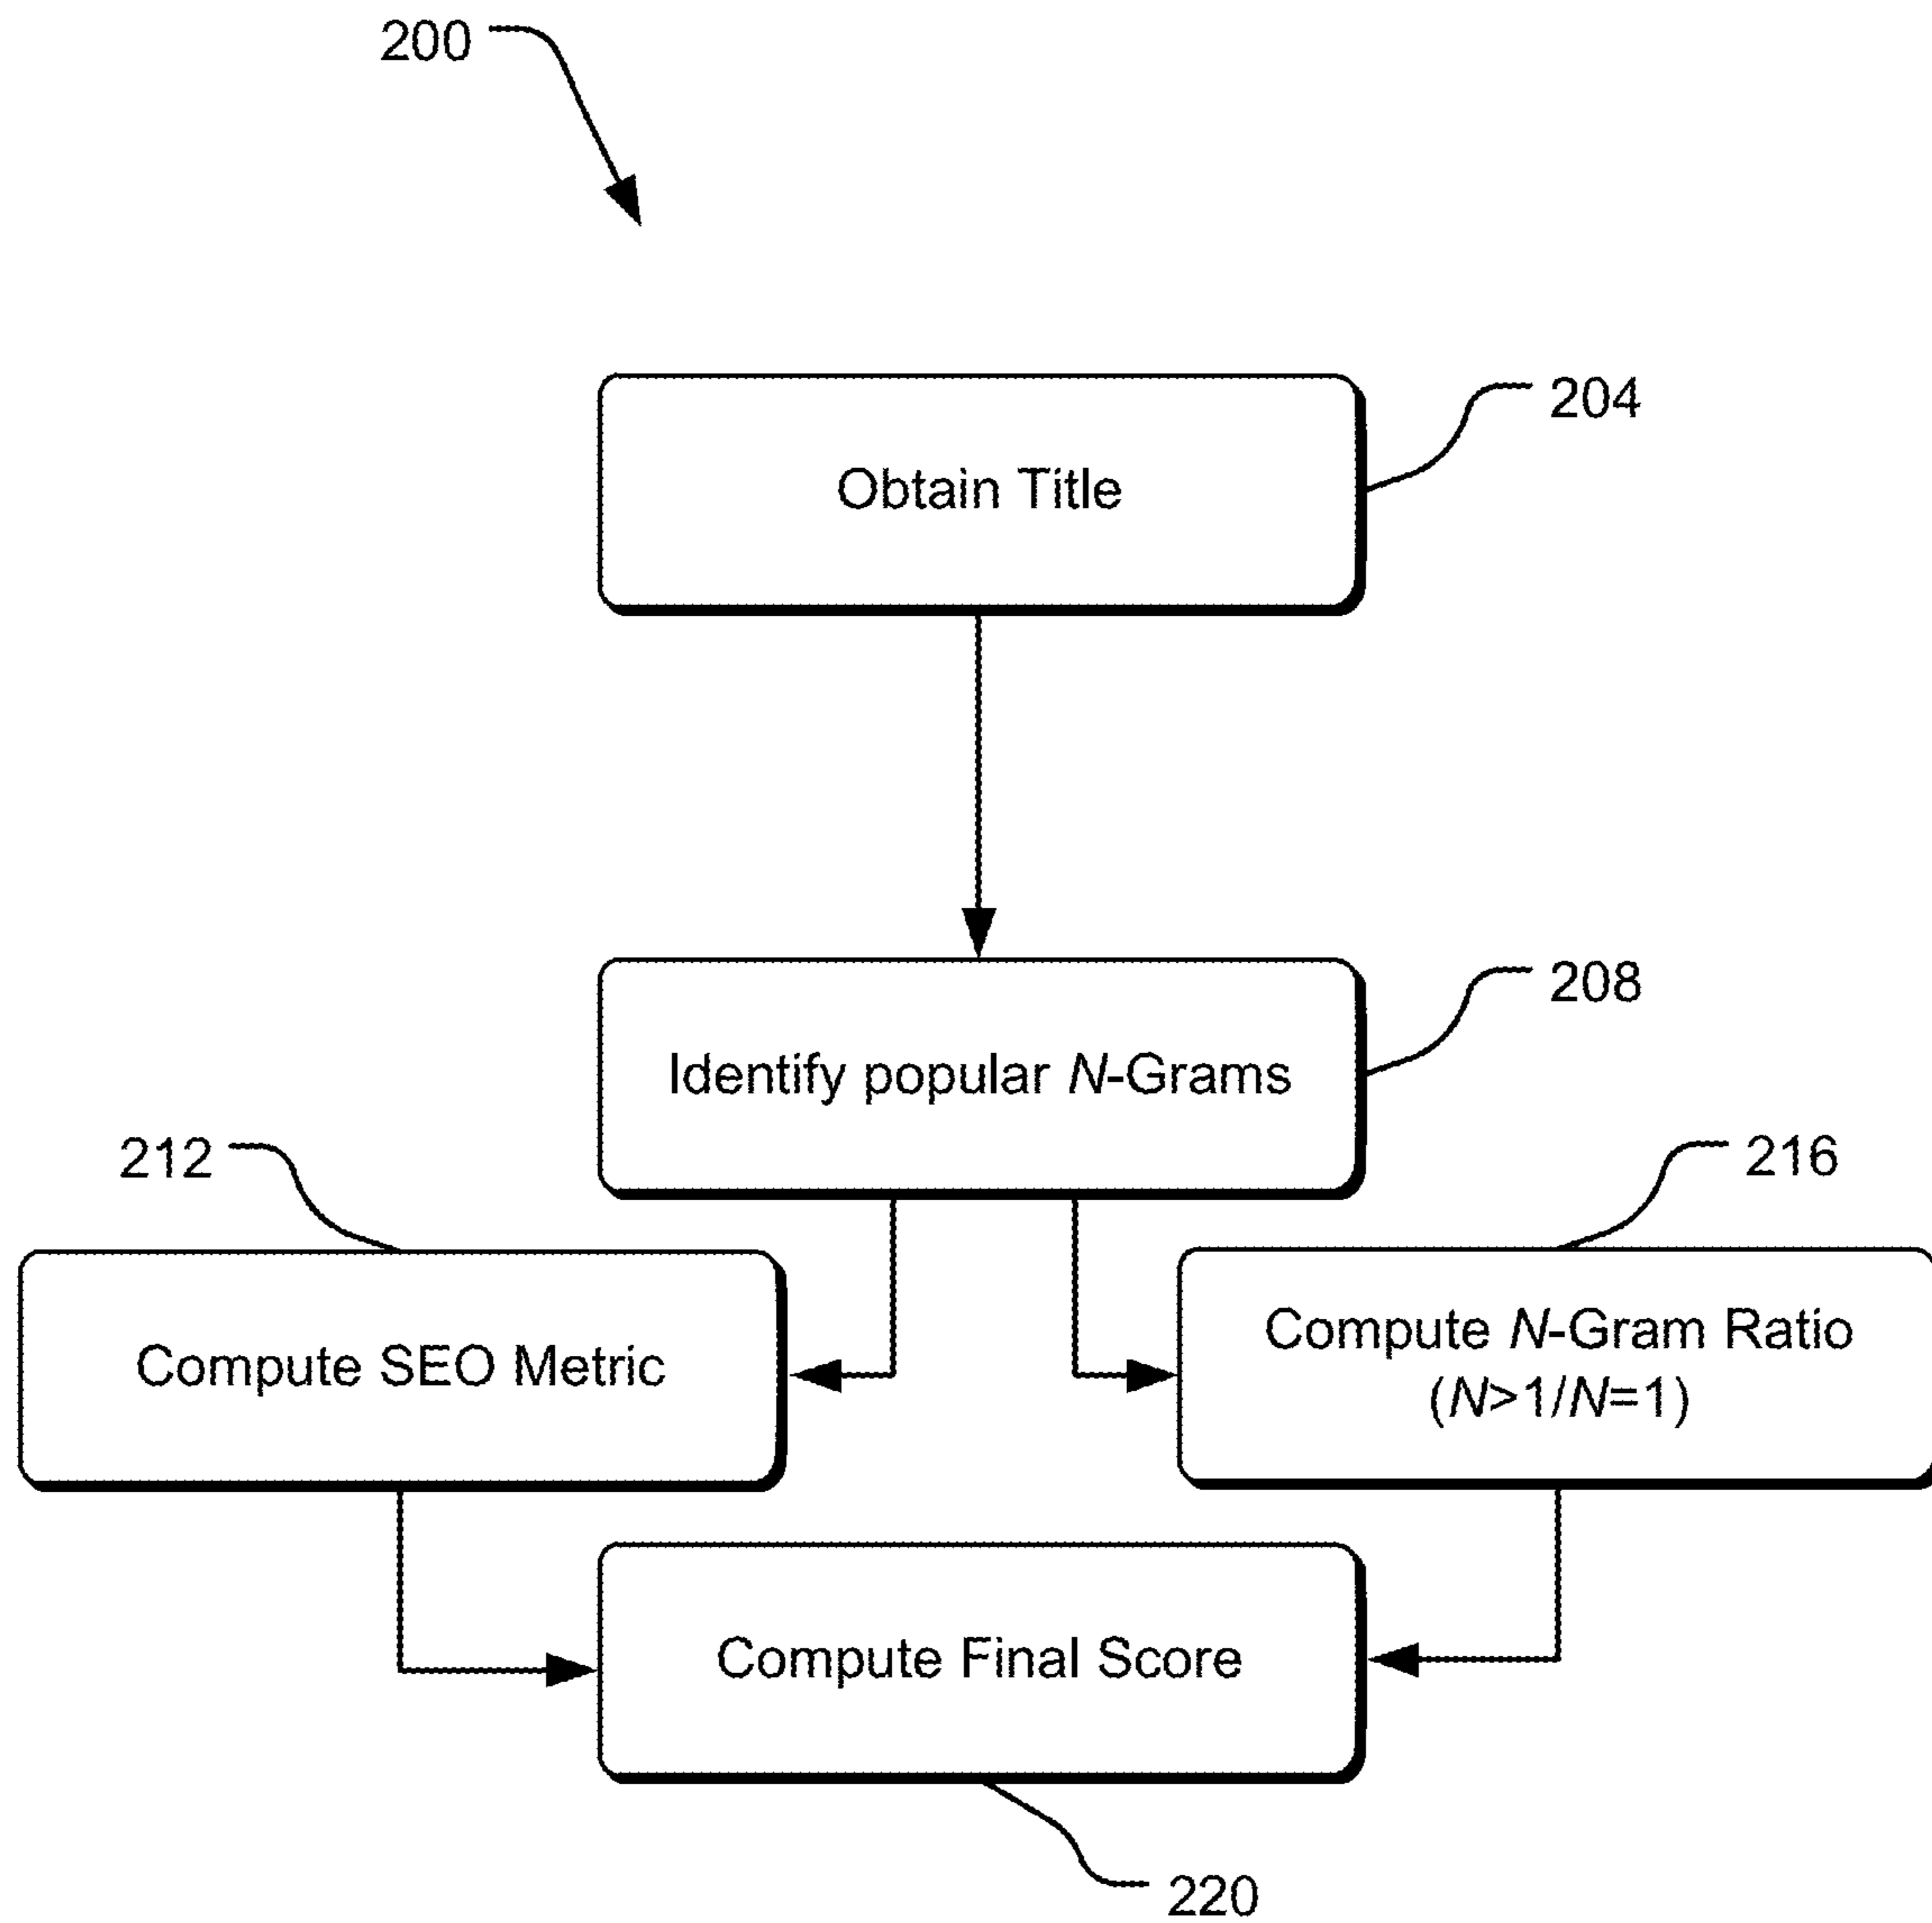 200
204
Obtain Title
208
Identify popular N-Grams
212
216
Compute SEO Metric
Compute N-Gram Ratio
(N>1/N=1)
Compute Final Score
220